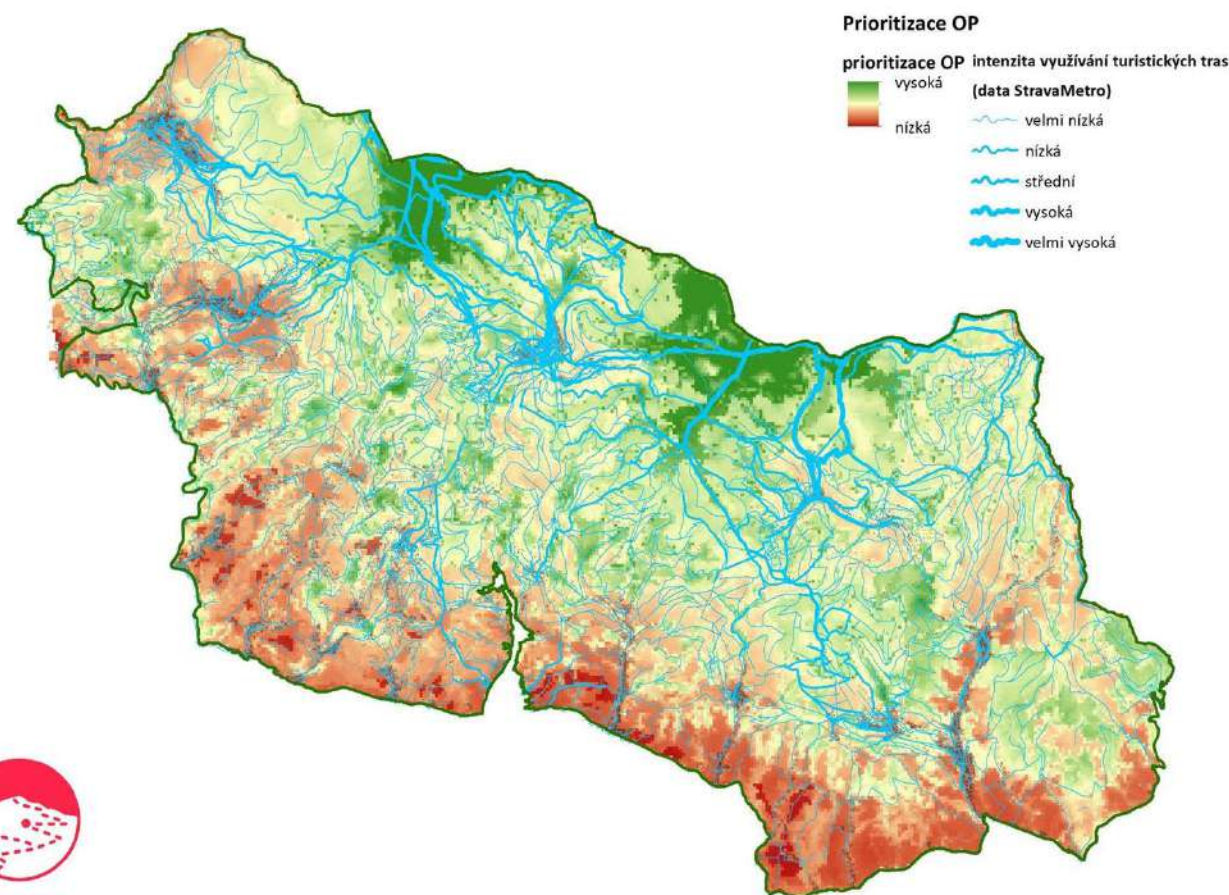 Prioritizace OP
prioritizace OP
vysoká
nízká
intenzita využívání turistických tras
(data StravaMetro)
velmi nízká
nízká
střední
vysoká
velmi vysoká